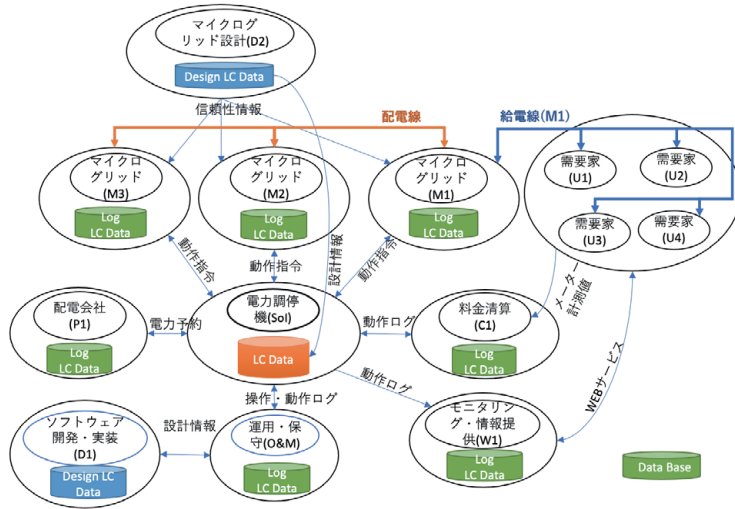 マイクログ
リッド設計(D2)
Design LC Data
信頼性情報
配電線
給電線(M1)
マイクロ
グリッド
(M3)
Log
LC Data
マイクロ
グリッド
(M2)
Log
LC Data
マイクロ
グリッド
(M1)
Log
LC Data
需要家
(U1)
需要家
(U2)
需要家
(U3)
需要家
(U4)
動作指令
動作指令
動作指令
設計情報
メーター
計測値
配電会社
(P1)
Log
LC Data
電力予約
電力調停
機(SoI)
LC Data
動作ログ
料金清算
(C1)
Log
LC Data
動作ログ
WEBサービス
操作・動作ログ
ソフトウェア
開発・実装
(D1)
Design LC
Data
設計情報
運用・保
守(O&M)
Log
LC Data
モニタリン
グ・情報提
供(W1)
Log
LC Data
Data Base